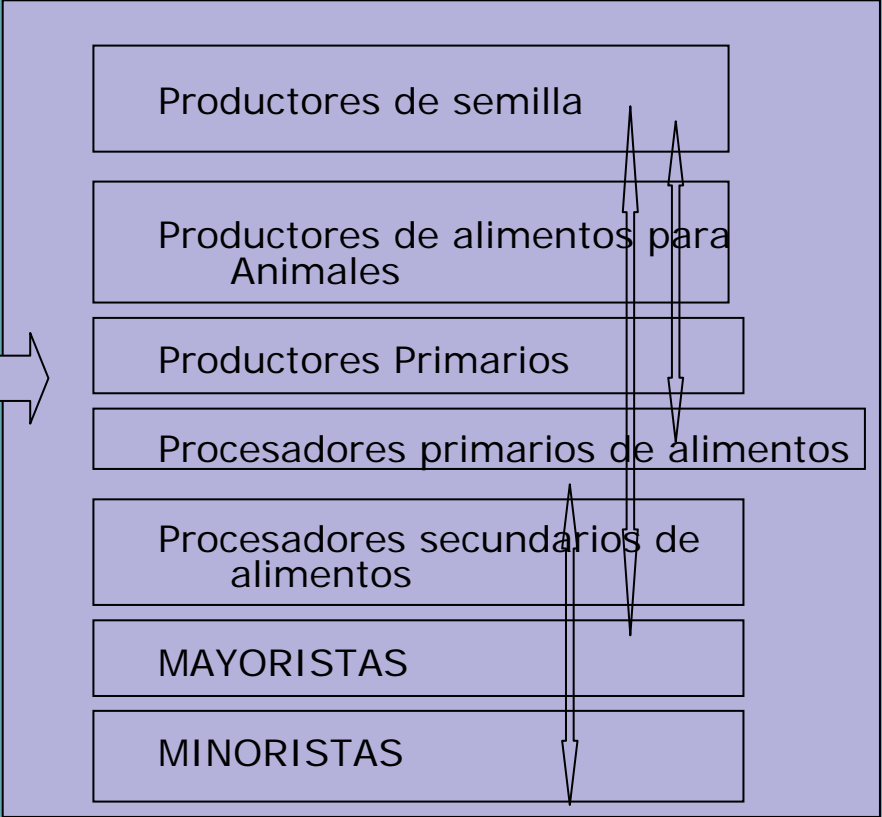 Productores de semilla
Productores de alimentos para
Animales
Productores Primarios
Procesadores primarios de alimentos
Procesadores secundarios de
alimentos
MAYORISTAS
MINORISTAS